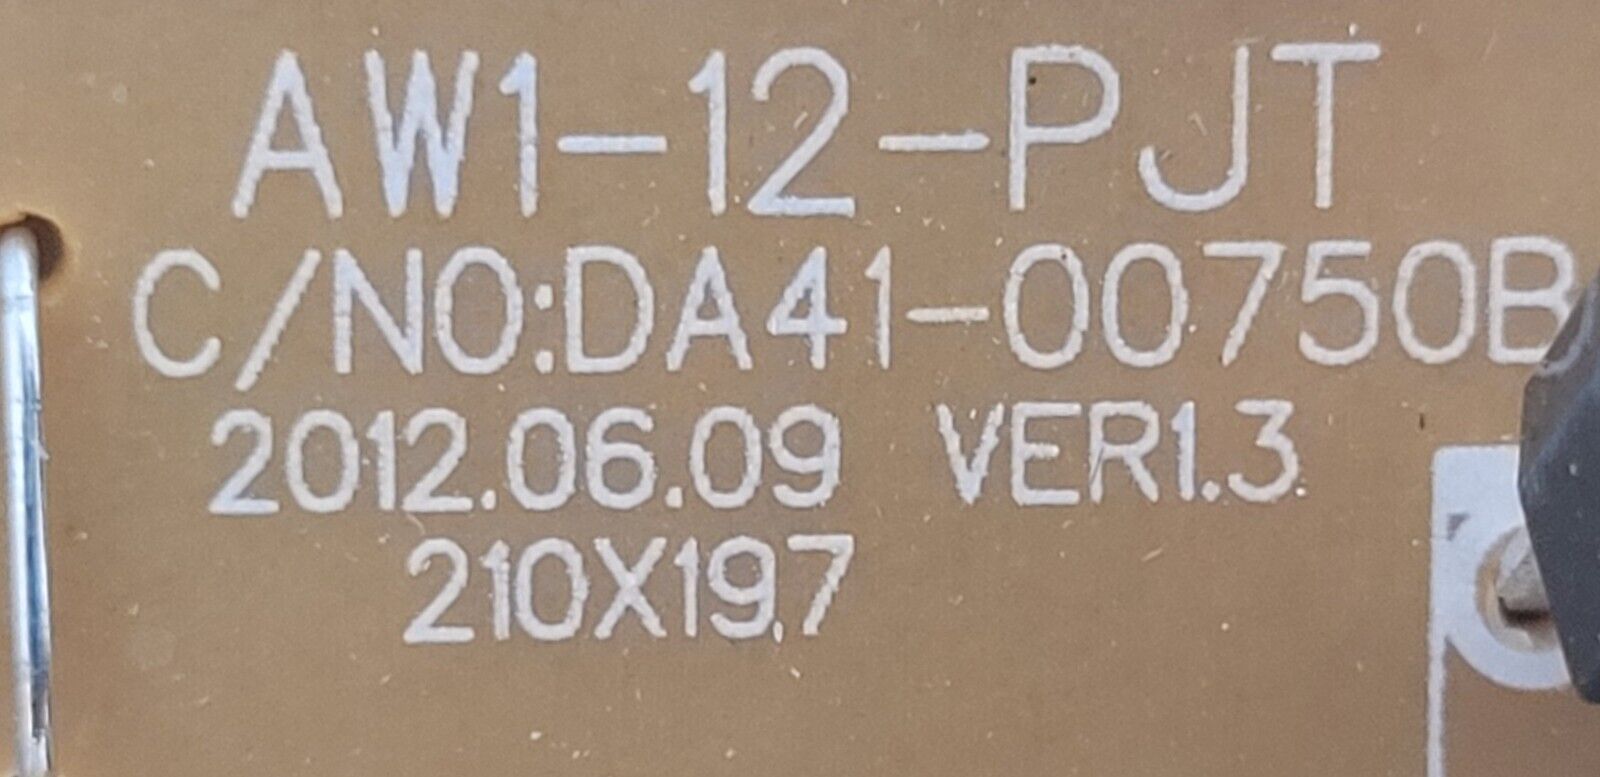 AW1-12-PJT
C/NO:DA41-00750B
2012.06.09 VER1.3
210X19.7